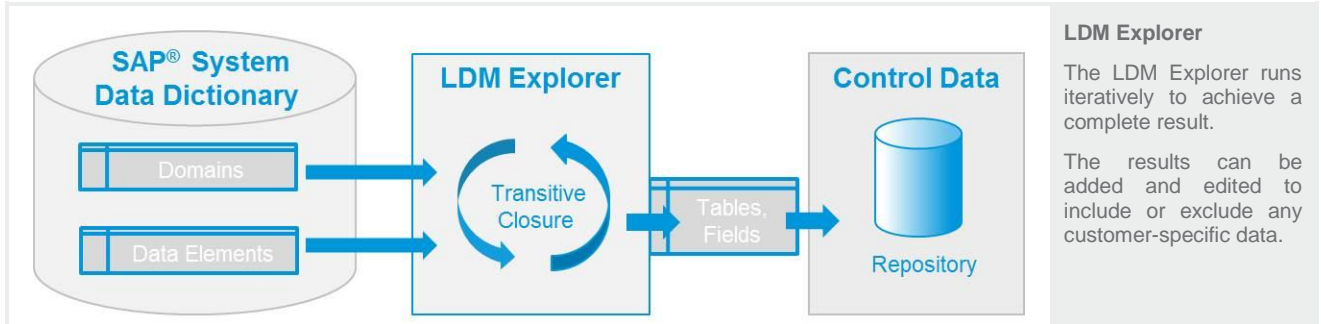 SAP® System
Data Dictionary
Domains
Data Elements
LDM Explorer
Transitive
Closure
Tables,
Fields
Control Data
Repository
LDM Explorer
The LDM Explorer runs
iteratively to achieve a
complete result.
The results can be
added and edited to
include or exclude any
customer-specific data.